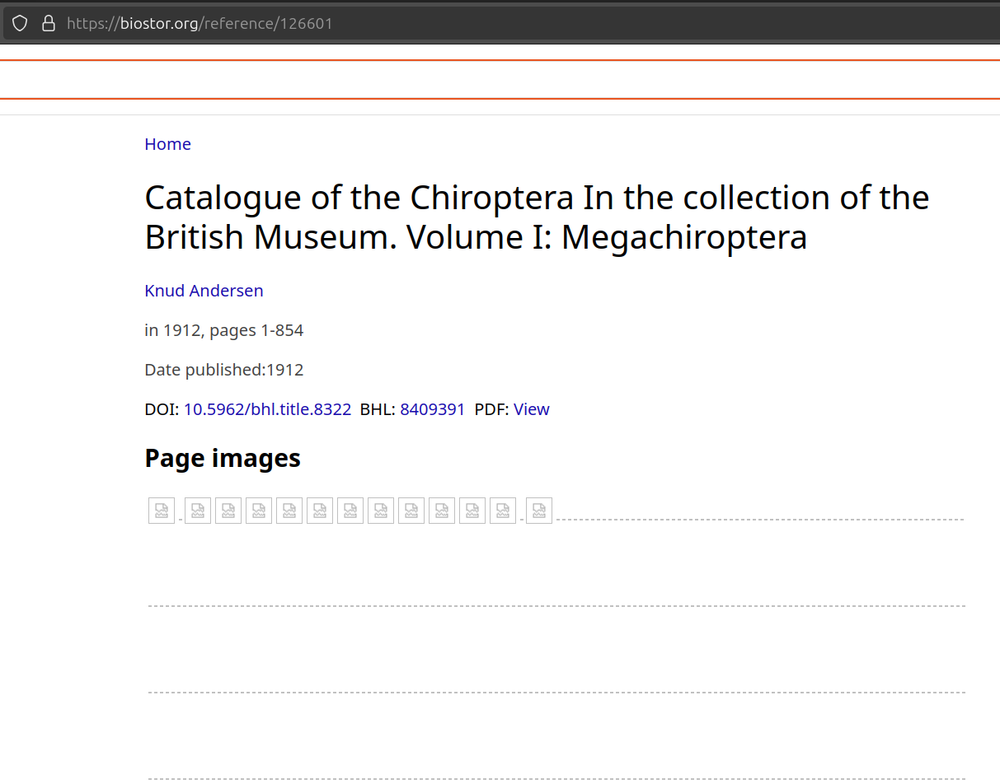 https://biostor.org/reference/126601
Home
Catalogue of the Chiroptera In the collection of the
British Museum. Volume I: Megachiroptera
Knud Andersen
in 1912, pages 1-854
Date published:1912
DOI: 10.5962/bhl.title.8322 BHL: 8409391 PDF: View
Page images